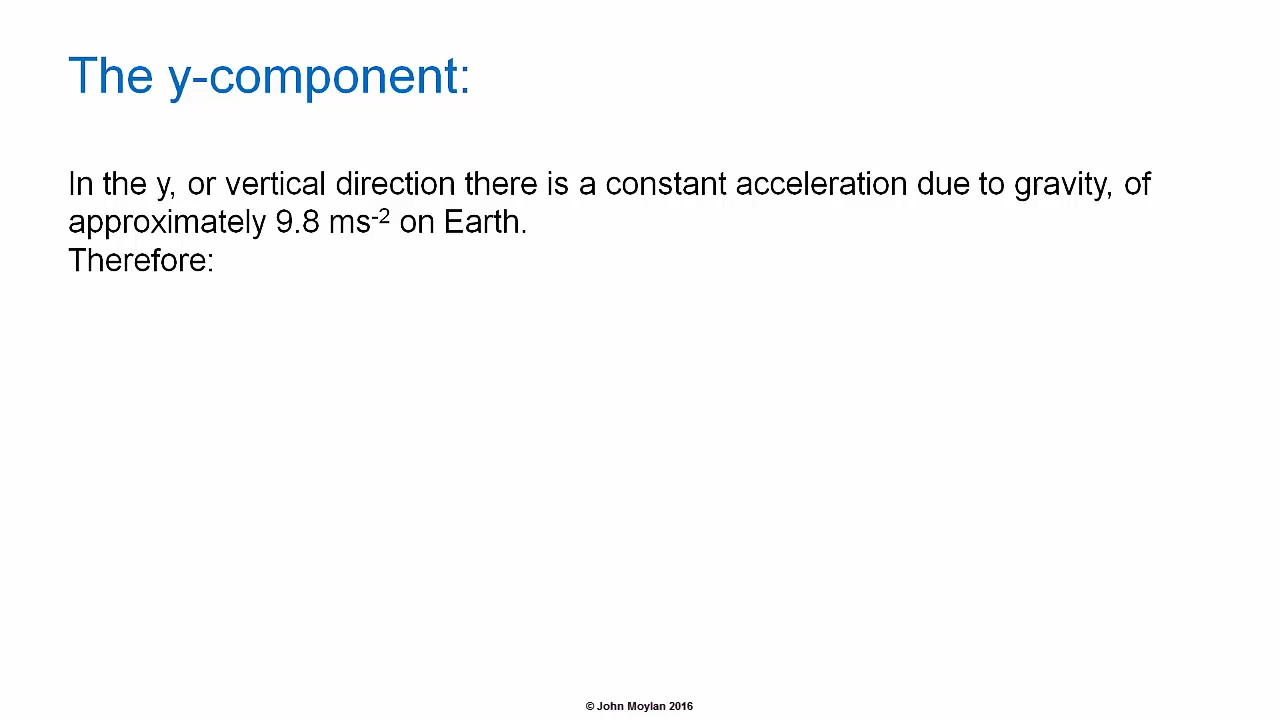 The y-component:
In the y, or vertical direction there is a constant acceleration due to gravity, of
approximately 9.8 ms⁻² on Earth.
Therefore:
© John Moylan 2016